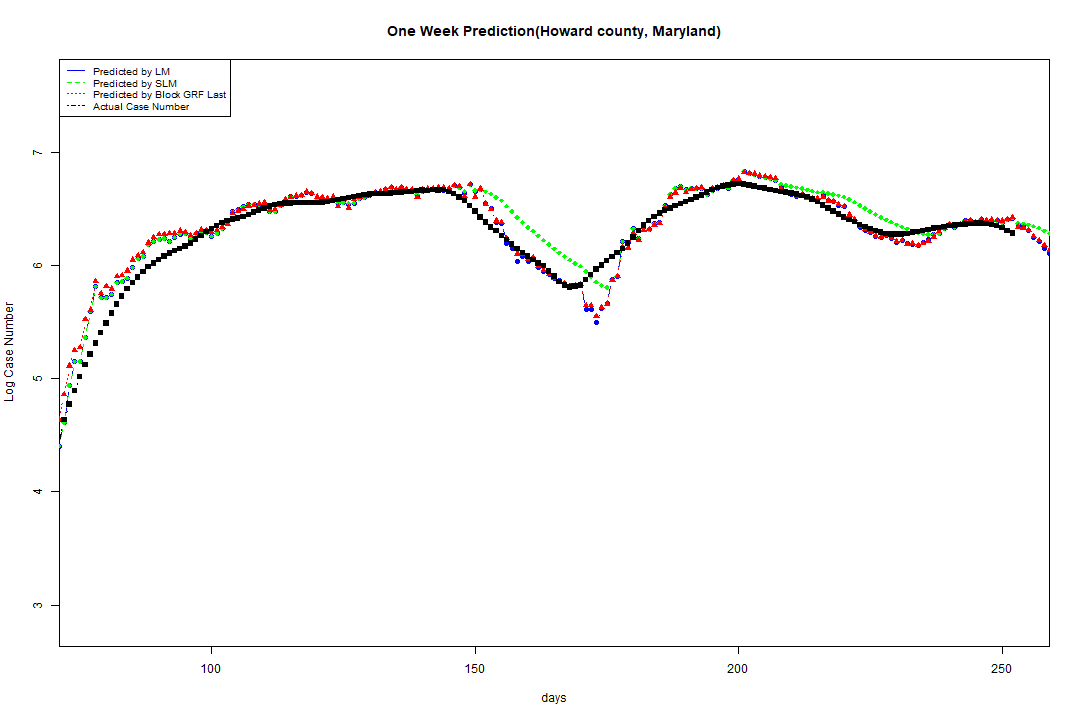 One Week Prediction(Howard county, Maryland)
Predicted by LM
Predicted by SLM
Predicted by Block GRF Last
Actual Case Number
Log Case Number
7
6
5
4
3
100 150 200 250
days